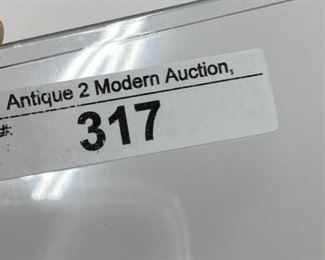 Antique 2 Modern Auction,
#: 317